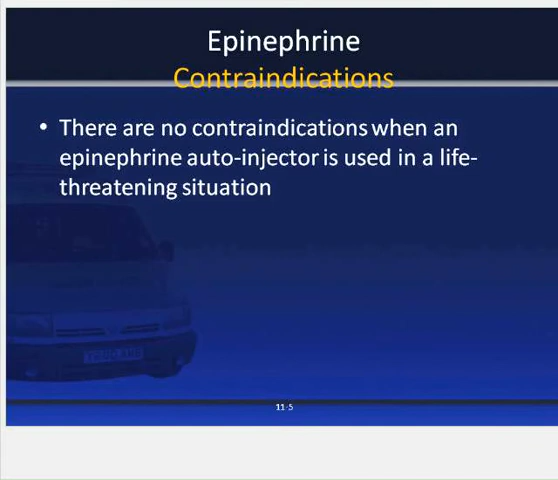 Epinephrine
Contraindications
• There are no contraindications when an
epinephrine auto-injector is used in a life-
threatening situation
11-5